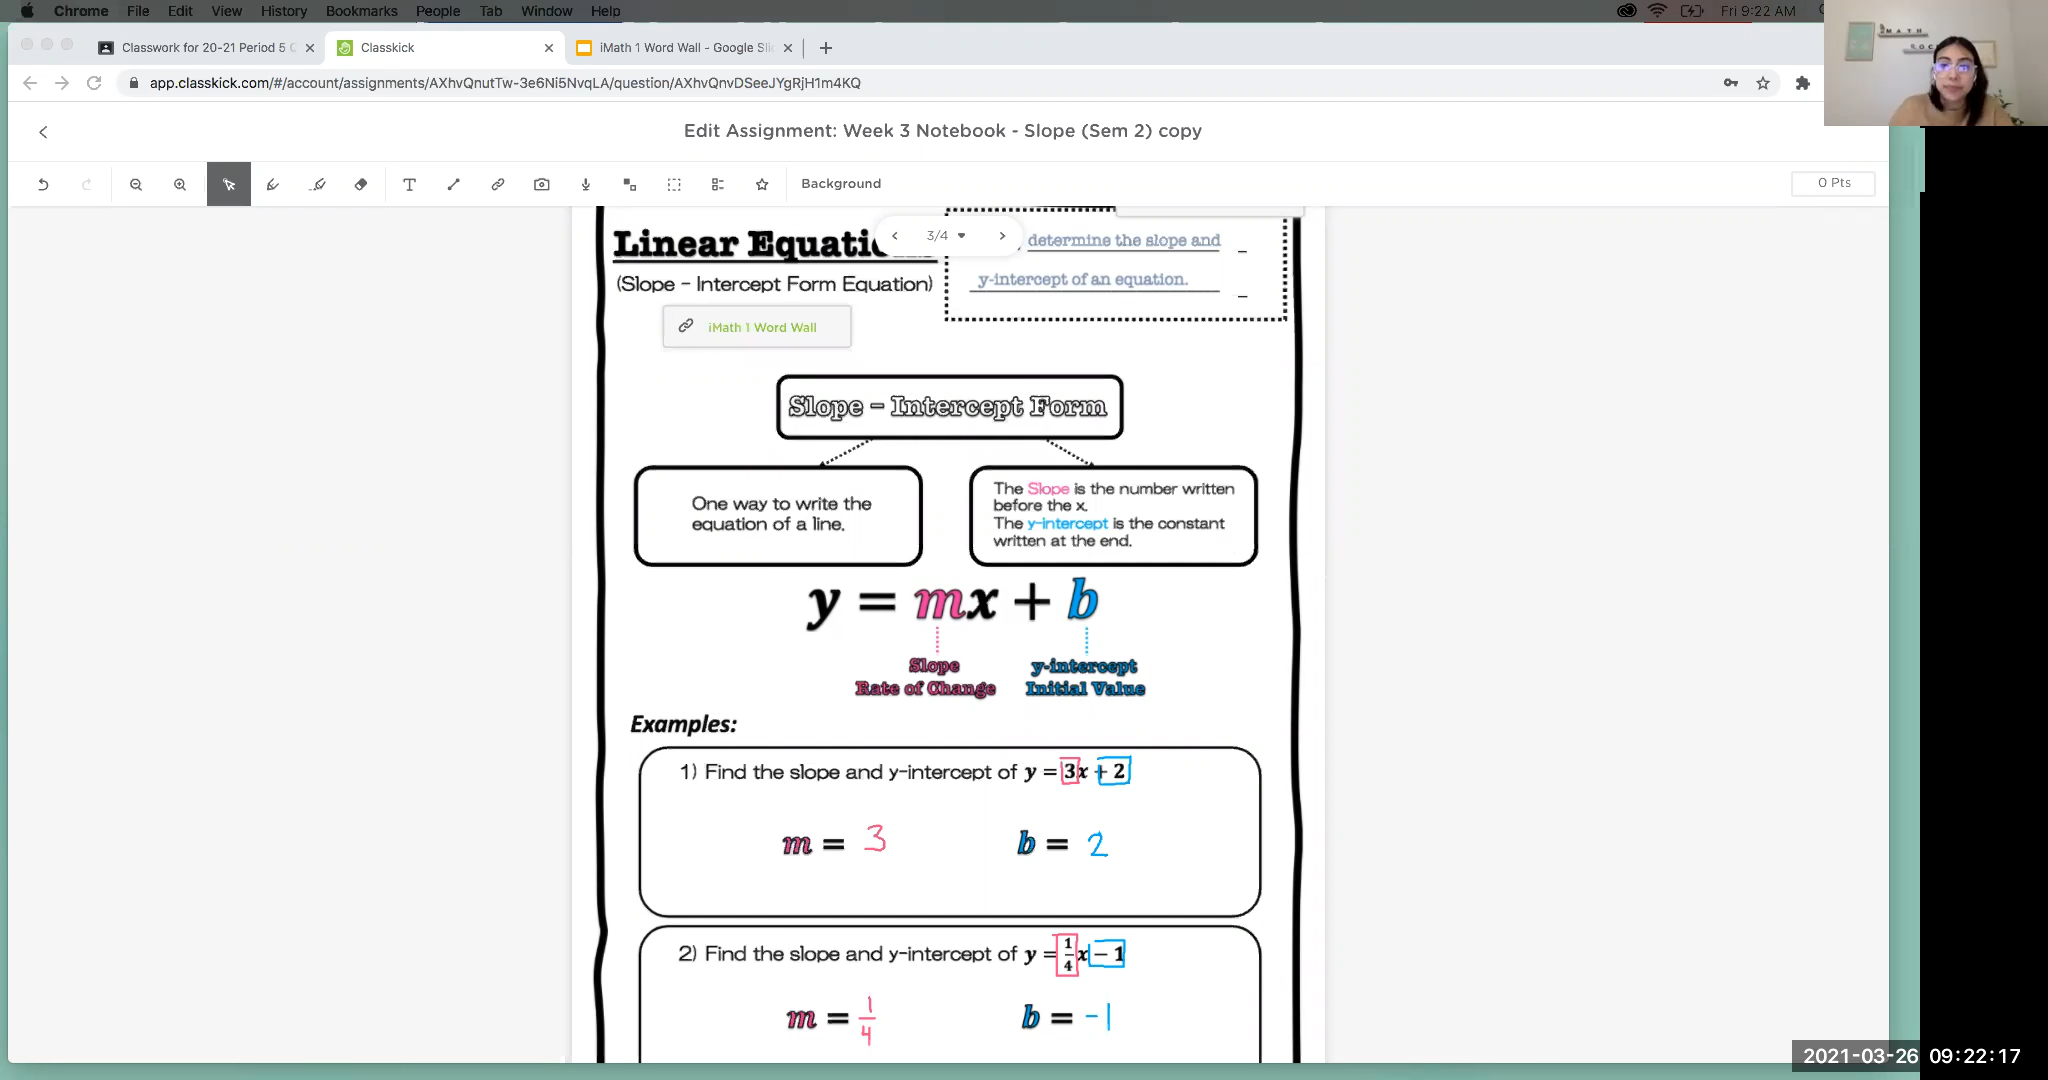 Chrome File Edit View History Bookmarks People Tab Window Help
Fri 9:22 AM
MATH
Classwork for 20-21 Period 5
Classkick
iMath 1 Word Wall - Google Sli
app.classkick.com/#/account/assignments/AXhvQnutTw-3e6Ni5NvqLA/question/AXhvQnvDSeeJYgRjH1m4KQ
Edit Assignment: Week 3 Notebook - Slope (Sem 2) copy
Background
0 Pts
3/4
Linear Equati
determine the slope and
(Slope - Intercept Form Equation)
y-intercept of an equation.
iMath 1 Word Wall
Slope - Intercept Form
One way to write the
equation of a line.
The Slope is the number written
before the x.
The y-intercept is the constant
written at the end.
y = mx + b
Slope
Rate of Change
y-intercept
Initial Value
Examples:
1) Find the slope and y-intercept of y = 3x + 2
m = 3
b = 2
2) Find the slope and y-intercept of y = 1/4 x - 1
m = 1/4
b = -1
2021-03-26 09:22:17